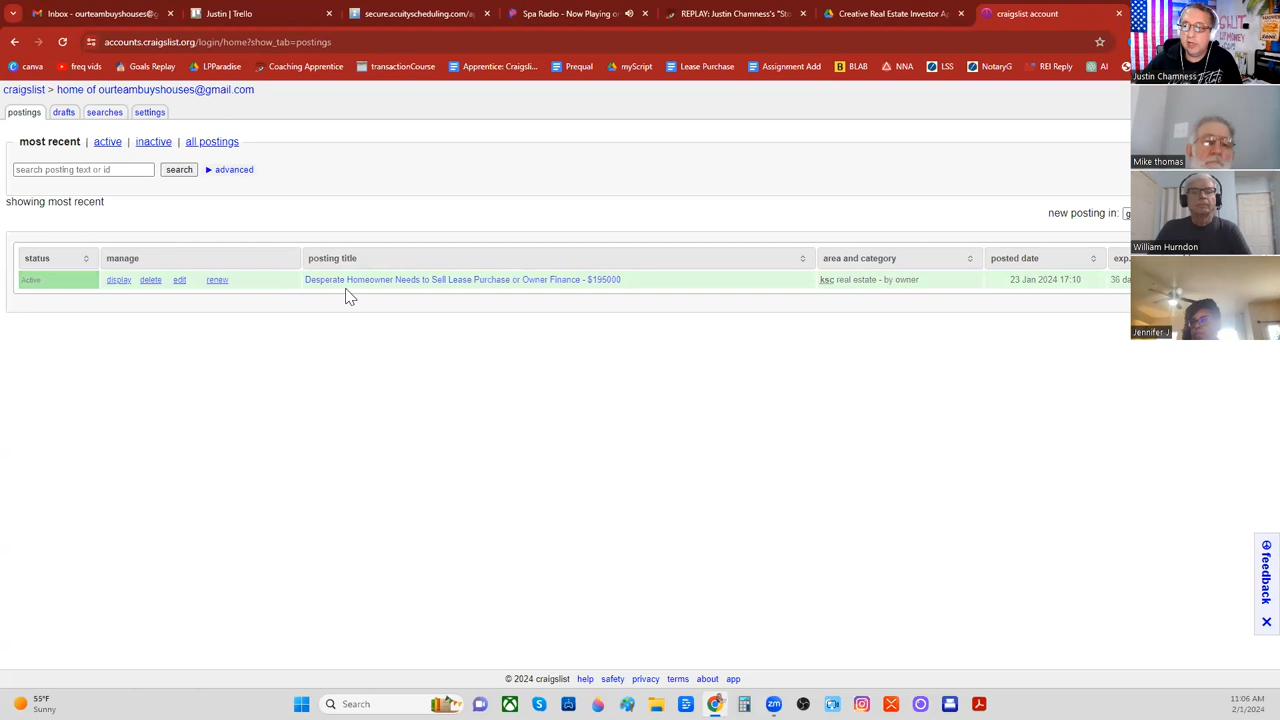 Inbox - ourteambuyshouses@g
Justin | Trello
secure.acuityscheduling.com/ap
Spa Radio - Now Playing on
REPLAY: Justin Chamness's "Sto
Creative Real Estate Investor Ag
craigslist account
accounts.craigslist.org/login/home?show_tab=postings
canva
freq vids
Goals Replay
LPParadise
Coaching Apprentice
transactionCourse
Apprentice: Craigsli...
Prequal
myScript
Lease Purchase
Assignment Add
BLAB
NNA
LSS
NotaryG
REI Reply
AI
Justin Chamness
craigslist > home of ourteambuyshouses@gmail.com
postings
drafts
searches
settings
most recent | active | inactive | all postings
search posting text or id
search
▶ advanced
Mike thomas
showing most recent
new posting in:
William Hurndon
status
manage
posting title
area and category
posted date
exp.
Active
display
delete
edit
renew
Desperate Homeowner Needs to Sell Lease Purchase or Owner Finance - $195000
ksc real estate - by owner
23 Jan 2024 17:10
36 da
Jennifer J
feedback
© 2024 craigslist
help
safety
privacy
terms
about
app
55°F
Sunny
Search
11:06 AM
2/1/2024